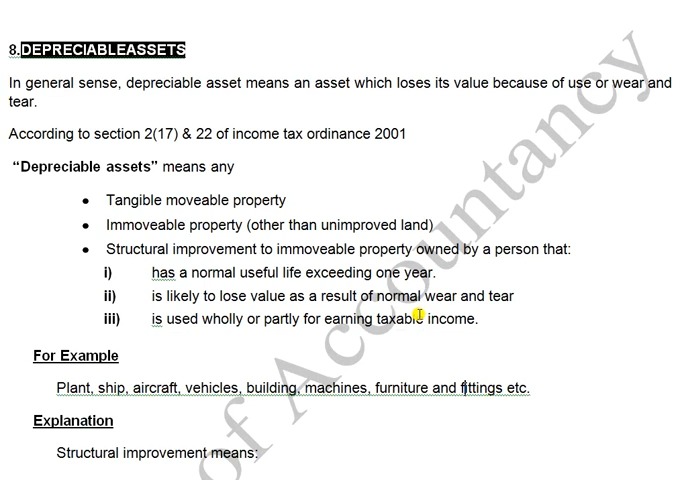 8.DEPRECIABLEASSETS
In general sense, depreciable asset means an asset which loses its value because of use or wear and
tear.
According to section 2(17) & 22 of income tax ordinance 2001
“Depreciable assets” means any
• Tangible moveable property
• Immoveable property (other than unimproved land)
• Structural improvement to immoveable property owned by a person that:
i) has a normal useful life exceeding one year.
ii) is likely to lose value as a result of normal wear and tear
iii) is used wholly or partly for earning taxable income.
For Example
Plant, ship, aircraft, vehicles, building, machines, furniture and fittings etc.
Explanation
Structural improvement means:
of Accountancy